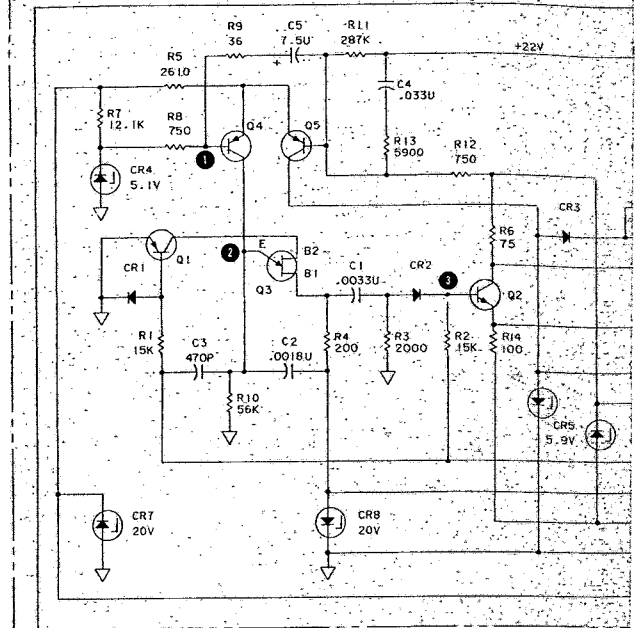 R9
36
C5
7.5U
+
R11
287K
+22V
R5
2610
C4
.033U
R7
12.1K
R8
750
Q4
Q5
R13
5900
R12
750
1
CR4
5.1V
CR3
R6
75
2
E
B2
B1
Q1
CR1
Q3
C1
.0033U
CR2
3
Q2
R1
15K
C3
470P
C2
.0018U
R4
200
R3
2000
R2
15K
R14
100
R10
56K
CR5
5.9V
CR7
20V
CR8
20V